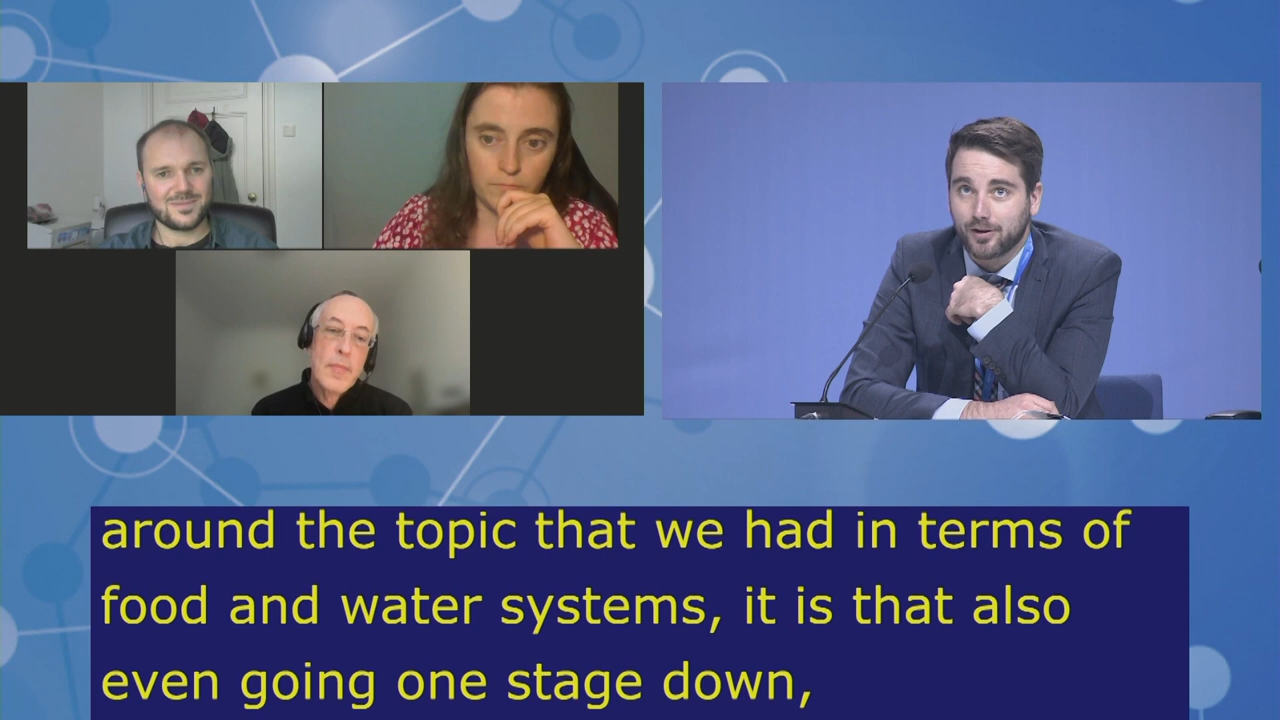 around the topic that we had in terms of
food and water systems, it is that also
even going one stage down,